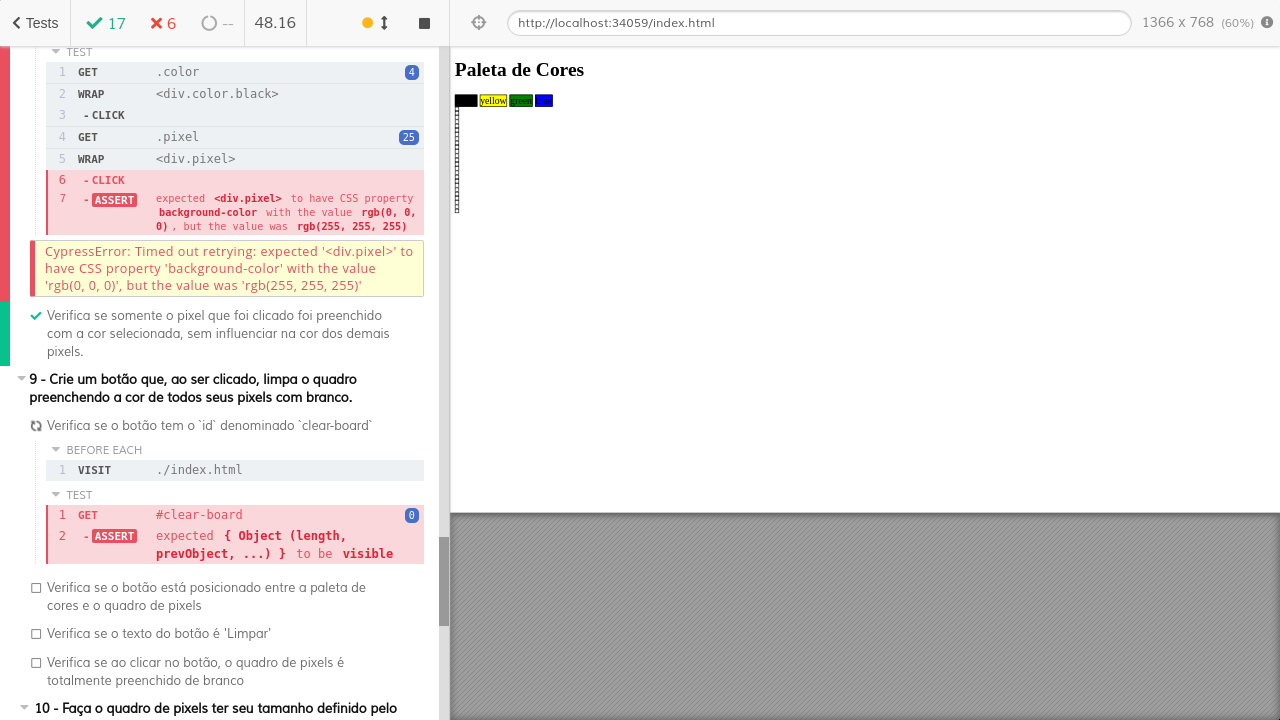 Tests 17 6 -- 48.16 http://localhost:34059/index.html 1366 x 768 (60%)
TEST
1 GET .color 4
2 WRAP <div.color.black>
3 - CLICK
4 GET .pixel 25
5 WRAP <div.pixel>
6 - CLICK
7 - ASSERT expected <div.pixel> to have CSS property
background-color with the value rgb(0, 0,
0), but the value was rgb(255, 255, 255)
CypressError: Timed out retrying: expected '<div.pixel>' to
have CSS property 'background-color' with the value
'rgb(0, 0, 0)', but the value was 'rgb(255, 255, 255)'
Verifica se somente o pixel que foi clicado foi preenchido
com a cor selecionada, sem influenciar na cor dos demais
pixels.
9 - Crie um botão que, ao ser clicado, limpa o quadro
preenchendo a cor de todos seus pixels com branco.
Verifica se o botão tem o `id` denominado `clear-board`
BEFORE EACH
1 VISIT ./index.html
TEST
1 GET #clear-board 0
2 - ASSERT expected { Object (length,
prevObject, ...) } to be visible
Verifica se o botão está posicionado entre a paleta de
cores e o quadro de pixels
Verifica se o texto do botão é 'Limpar'
Verifica se ao clicar no botão, o quadro de pixels é
totalmente preenchido de branco
10 - Faça o quadro de pixels ter seu tamanho definido pelo
Paleta de Cores
yellow green